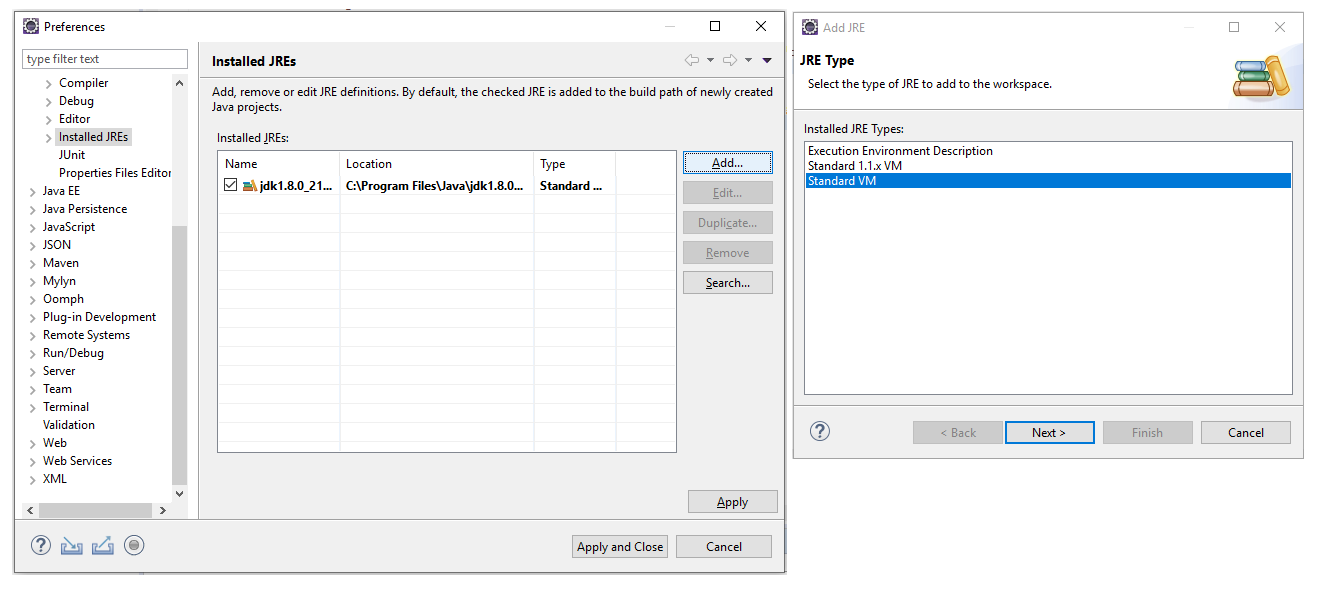 Preferences
type filter text
Compiler
Debug
Editor
Installed JREs
JUnit
Properties Files Editor
Java EE
Java Persistence
JavaScript
JSON
Maven
Mylyn
Oomph
Plug-in Development
Remote Systems
Run/Debug
Server
Team
Terminal
Validation
Web
Web Services
XML
Installed JREs
Add, remove or edit JRE definitions. By default, the checked JRE is added to the build path of newly created
Java projects.
Installed JREs:
Name Location Type
jdk1.8.0_21... C:\Program Files\Java\jdk1.8.0... Standard ...
Add...
Edit...
Duplicate...
Remove
Search...
Apply
Apply and Close Cancel
Add JRE
JRE Type
Select the type of JRE to add to the workspace.
Installed JRE Types:
Execution Environment Description
Standard 1.1.x VM
Standard VM
< Back Next > Finish Cancel